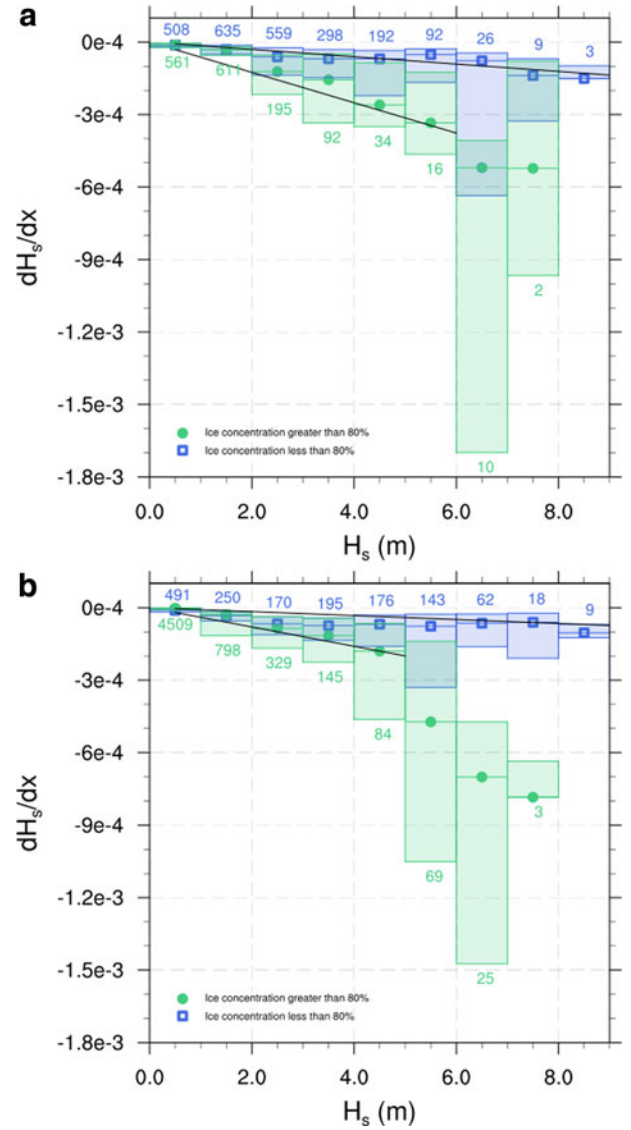 a
508 635 559 298 192 92 26 9 3
0e-4
561 611 195 92 34 16 10 2
-3e-4
-6e-4
-9e-4
-1.2e-3
-1.5e-3
-1.8e-3
dHs/dx
Ice concentration greater than 80%
Ice concentration less than 80%
0.0 2.0 4.0 6.0 8.0
Hs (m)
b
491 250 170 195 176 143 62 18 9
0e-4
4509 798 329 145 84 69 25 3
-3e-4
-6e-4
-9e-4
-1.2e-3
-1.5e-3
-1.8e-3
dHs/dx
Ice concentration greater than 80%
Ice concentration less than 80%
0.0 2.0 4.0 6.0 8.0
Hs (m)